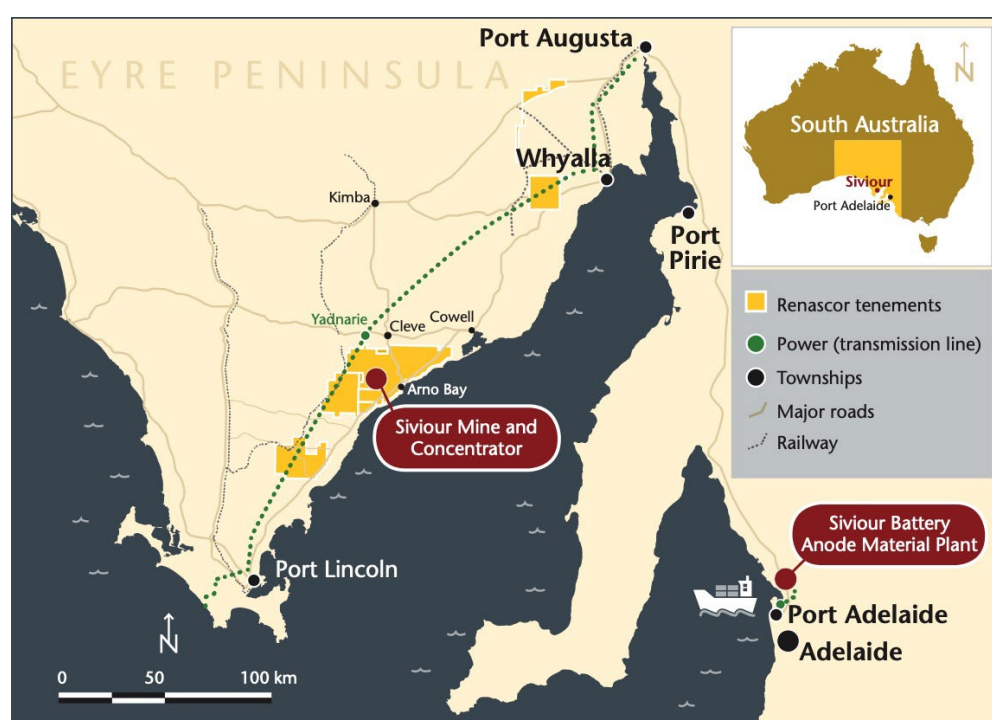 Port Augusta
EYRE PENINSULA
N
South Australia
Siviour
Port Adelaide
Whyalla
Kimba
Port
Pirie
Renascor tenements
Power (transmission line)
Townships
Major roads
Railway
Yadnarie
Cleve
Cowell
Arno Bay
Siviour Mine and
Concentrator
Siviour Battery
Anode Material Plant
Port Lincoln
Port Adelaide
Adelaide
N
0 50 100 km